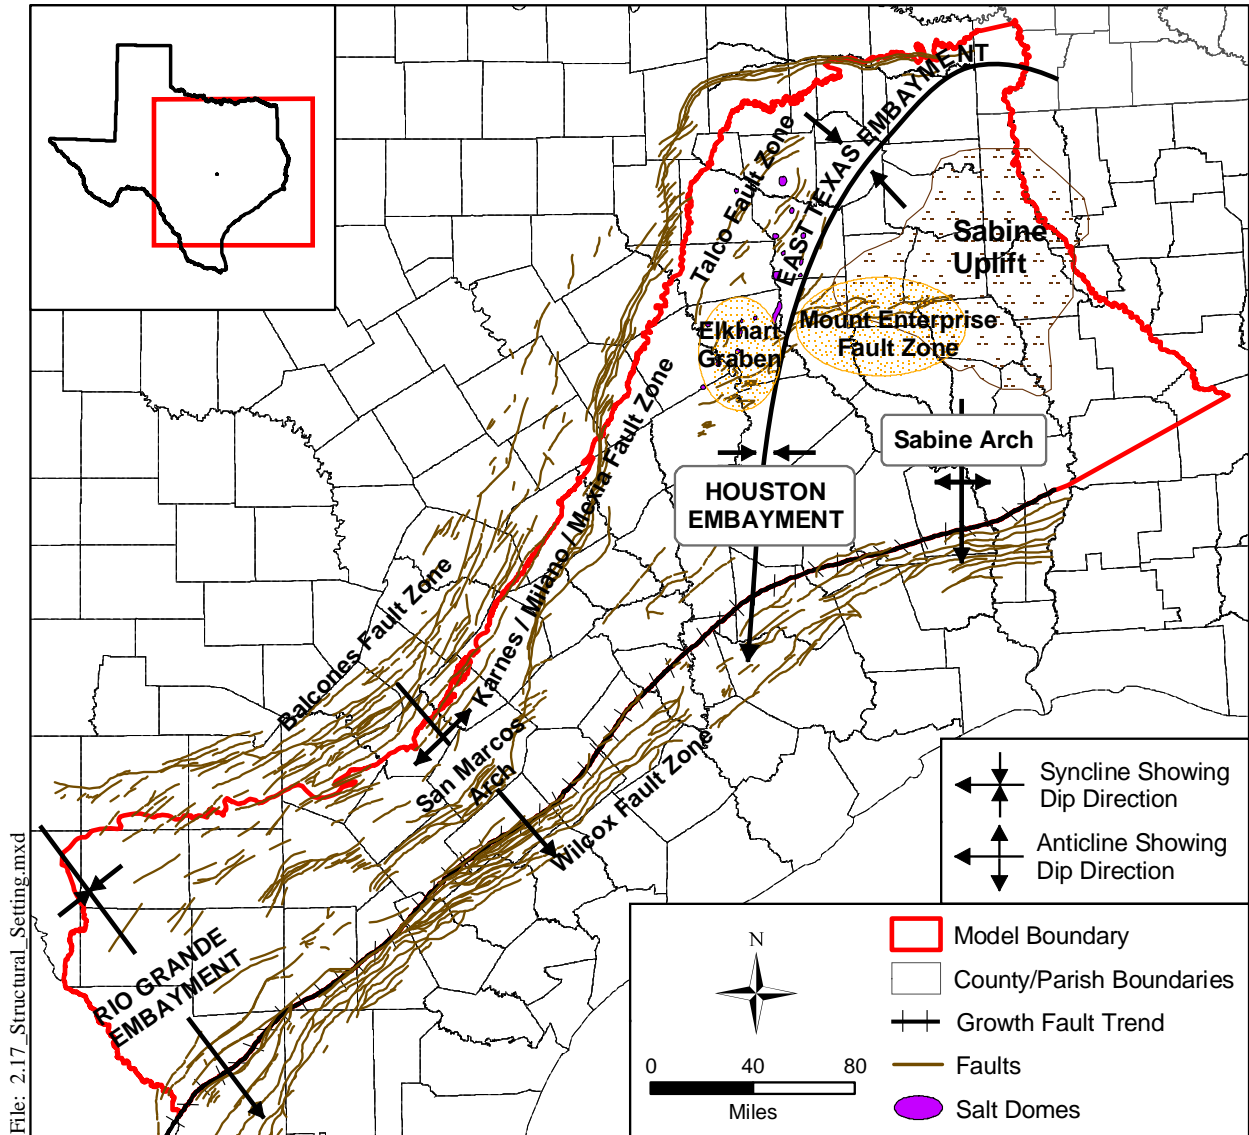 EAST TEXAS EMBAYMENT
Talco Fault Zone
Sabine
Uplift
Elkhart
Graben
Mount Enterprise
Fault Zone
Sabine Arch
HOUSTON
EMBAYMENT
Karnes / Milano / Mexia Fault Zone
Balcones Fault Zone
San Marcos
Arch
Wilcox Fault Zone
RIO GRANDE
EMBAYMENT
Syncline Showing
Dip Direction
Anticline Showing
Dip Direction
N
0 40 80
Miles
Model Boundary
County/Parish Boundaries
Growth Fault Trend
Faults
Salt Domes
File: 2.17_Structural_Setting.mxd